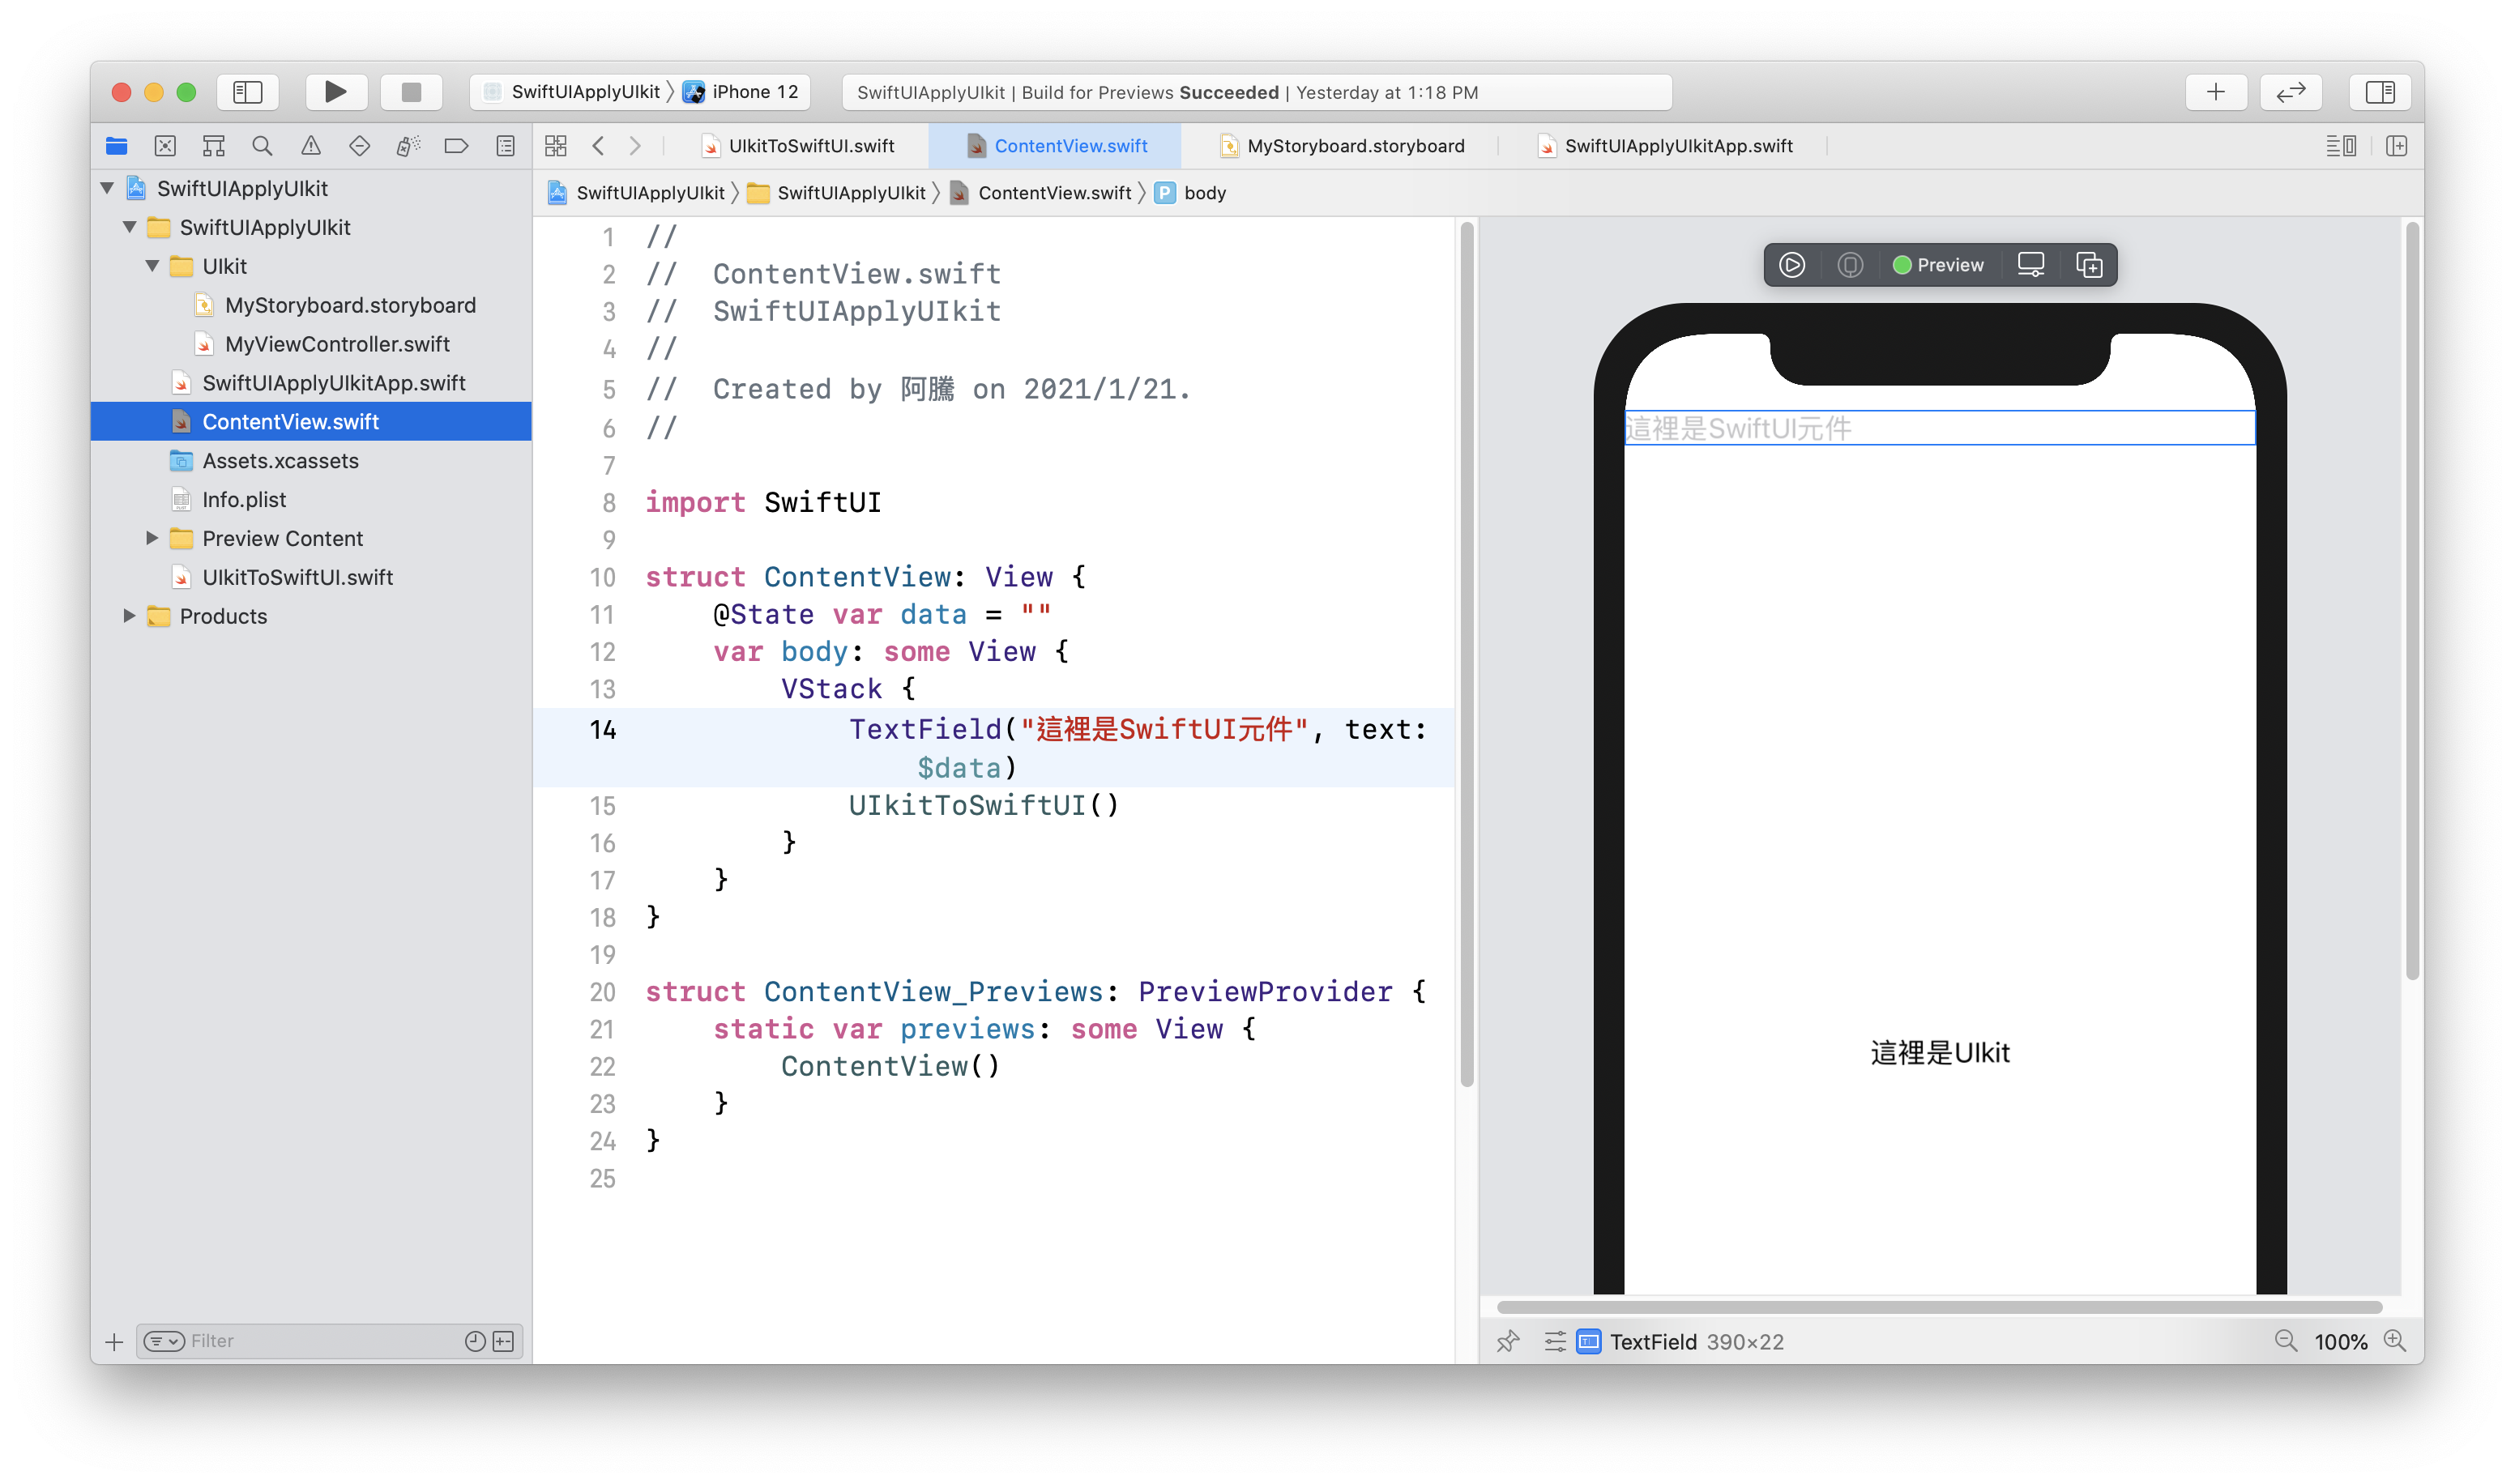 SwiftUIApplyUIkit
iPhone 12
SwiftUIApplyUIkit | Build for Previews Succeeded | Yesterday at 1:18 PM
UIkitToSwiftUI.swift
ContentView.swift
MyStoryboard.storyboard
SwiftUIApplyUIkitApp.swift
SwiftUIApplyUIkit
SwiftUIApplyUIkit
UIkit
MyStoryboard.storyboard
MyViewController.swift
SwiftUIApplyUIkitApp.swift
ContentView.swift
Assets.xcassets
Info.plist
Preview Content
UIkitToSwiftUI.swift
Products
Filter
SwiftUIApplyUIkit
SwiftUIApplyUIkit
ContentView.swift
P body
1 //
2 //  ContentView.swift
3 //  SwiftUIApplyUIkit
4 //
5 //  Created by 阿騰 on 2021/1/21.
6 //
7
8 import SwiftUI
9
10 struct ContentView: View {
11     @State var data = ""
12     var body: some View {
13         VStack {
14             TextField("這裡是SwiftUI元件", text:
$data)
15             UIkitToSwiftUI()
16         }
17     }
18 }
19
20 struct ContentView_Previews: PreviewProvider {
21     static var previews: some View {
22         ContentView()
23     }
24 }
25
Preview
這裡是SwiftUI元件
這裡是UIkit
TextField 390×22
100%